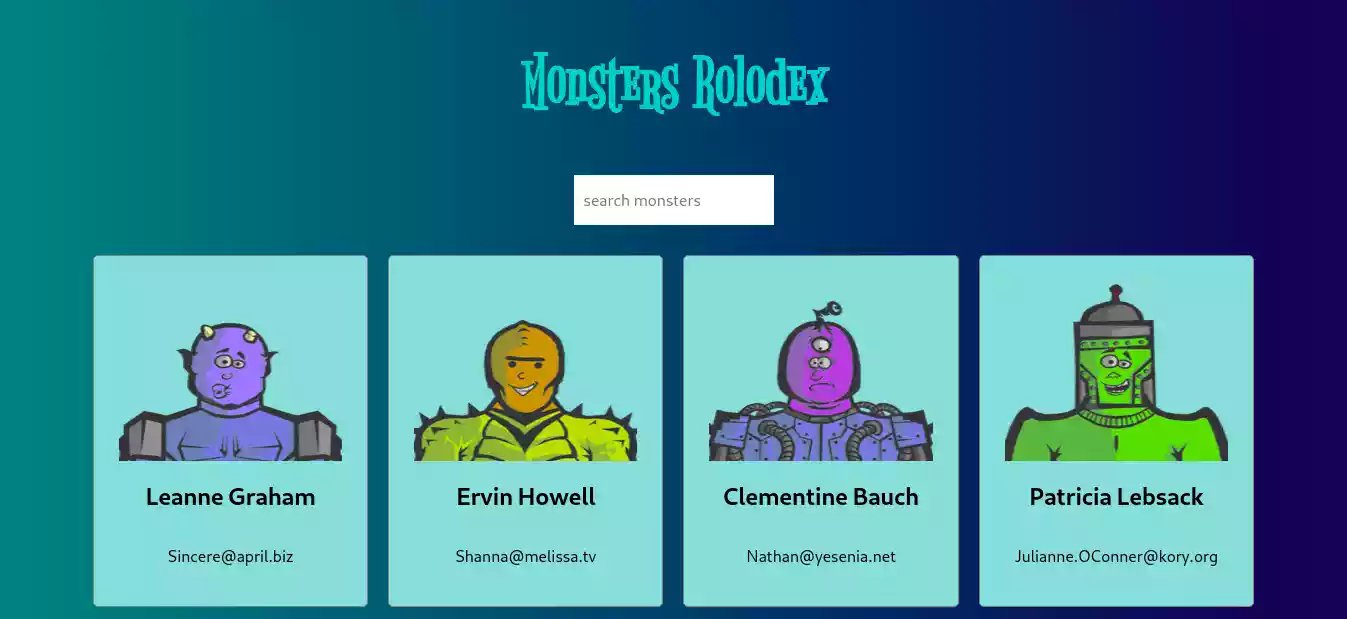 Monsters Rolodex
search monsters
Leanne Graham
Ervin Howell
Clementine Bauch
Patricia Lebsack
Sincere@april.biz
Shanna@melissa.tv
Nathan@yesenia.net
Julianne.OConner@kory.org